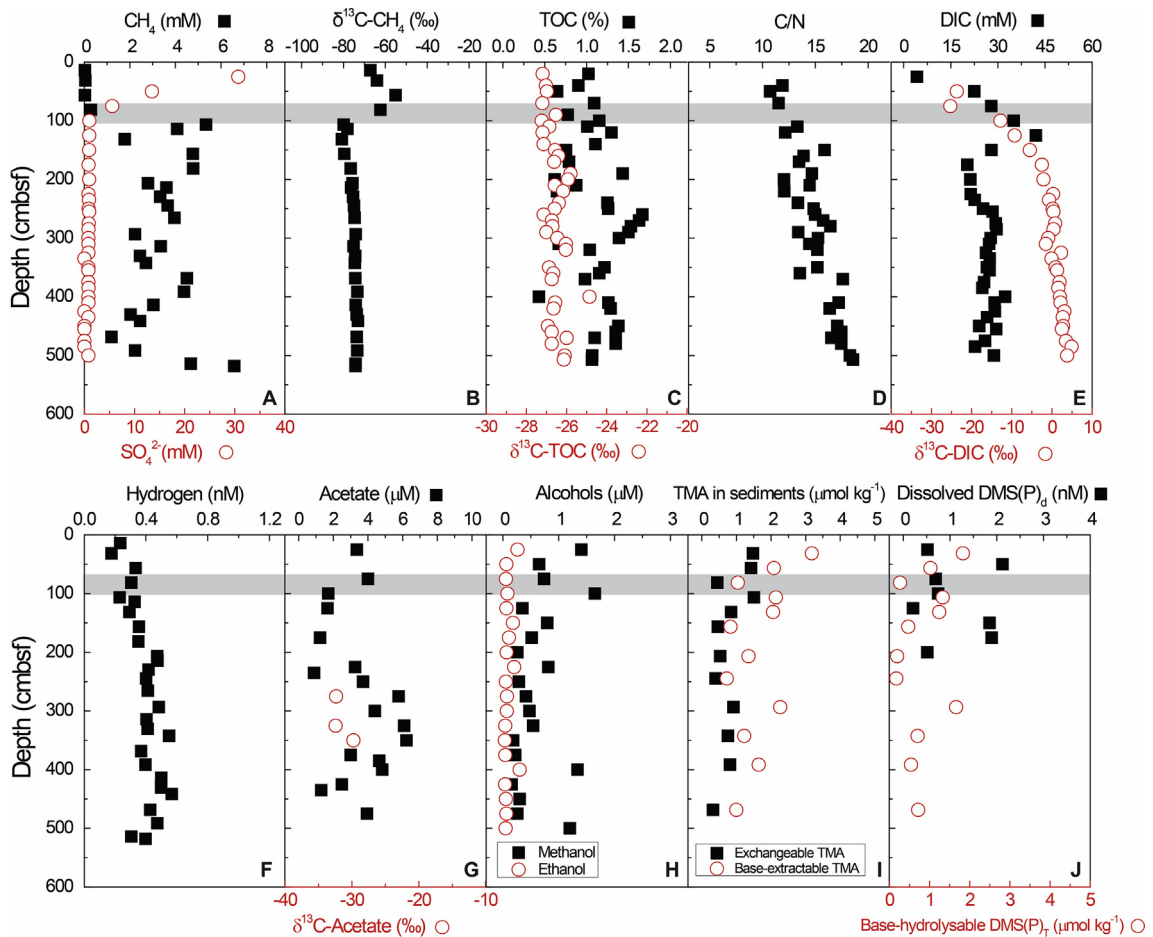 CH₄ (mM) ■ δ¹³C-CH₄ (‰) TOC (%) ■ C/N DIC (mM) ■
0 2 4 6 8 -100 -80 -60 -40 -20 0.0 0.5 1.0 1.5 2.0 5 10 15 20 0 15 30 45 60
Depth (cmbsf)
0
100
200
300
400
500
600
A B C D E
0 10 20 30 40 -30 -28 -26 -24 -22 -20 -40 -30 -20 -10 0 10
SO₄²⁻(mM) ○ δ¹³C-TOC (‰) ○ δ¹³C-DIC (‰) ○
Hydrogen (nM) Acetate (μM) ■ Alcohols (μM) TMA in sediments (μmol kg⁻¹) Dissolved DMS(P)d (nM) ■
0.0 0.4 0.8 1.2 0 2 4 6 8 10 0 1 2 3 0 1 2 3 4 5 0 1 2 3 4
Depth (cmbsf)
0
100
200
300
400
500
600
■ Methanol
○ Ethanol
■ Exchangeable TMA
○ Base-extractable TMA
F G H I J
-40 -30 -20 -10 0 1 2 3 4 5
δ¹³C-Acetate (‰) ○ Base-hydrolysable DMS(P)T (μmol kg⁻¹) ○